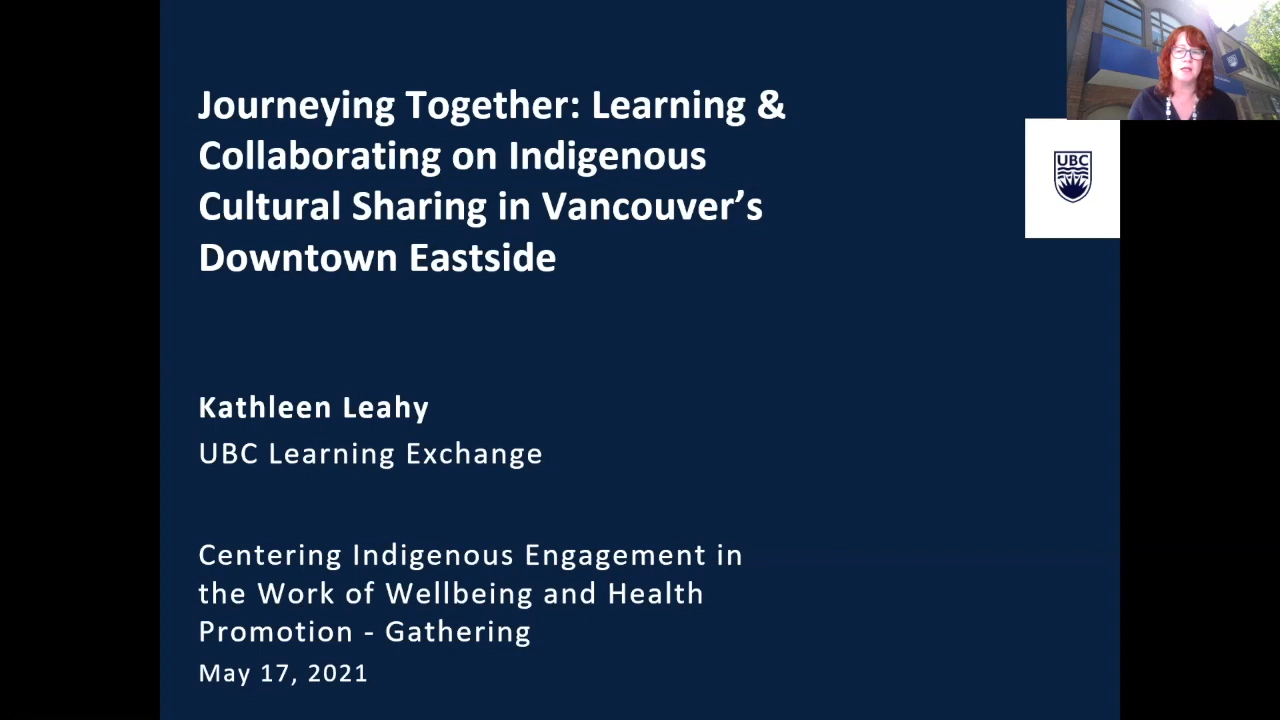 Journeying Together: Learning &
Collaborating on Indigenous
Cultural Sharing in Vancouver’s
Downtown Eastside
UBC
Kathleen Leahy
UBC Learning Exchange
Centering Indigenous Engagement in
the Work of Wellbeing and Health
Promotion - Gathering
May 17, 2021